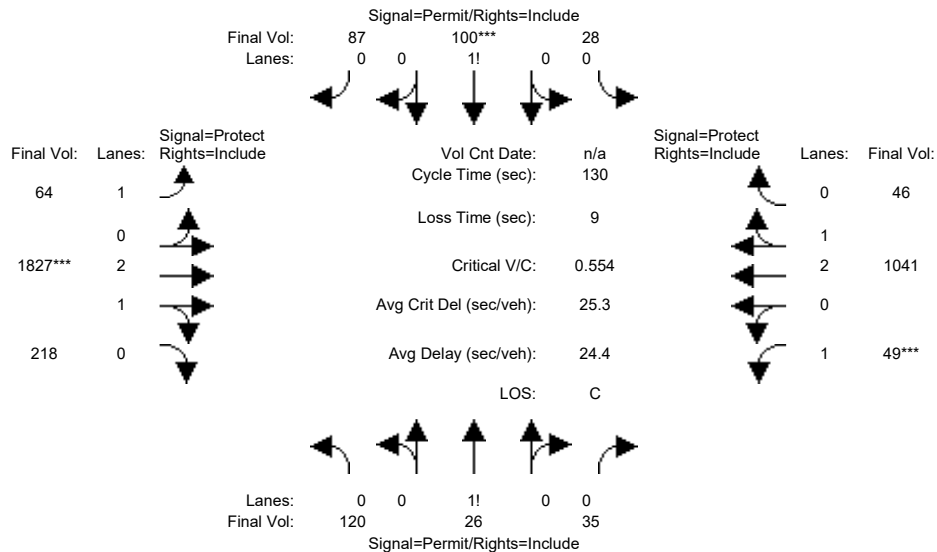 Signal=Permit/Rights=Include
Final Vol: 87 100*** 28
Lanes: 0 0 1! 0 0
Signal=Protect Signal=Protect
Final Vol: Lanes: Rights=Include Vol Cnt Date: n/a Rights=Include Lanes: Final Vol:
Cycle Time (sec): 130
64 1 0 46
Loss Time (sec): 9
0 1
1827*** 2 Critical V/C: 0.554 2 1041
1 Avg Crit Del (sec/veh): 25.3 0
218 0 Avg Delay (sec/veh): 24.4 1 49***
LOS: C
Lanes: 0 0 1! 0 0
Final Vol: 120 26 35
Signal=Permit/Rights=Include